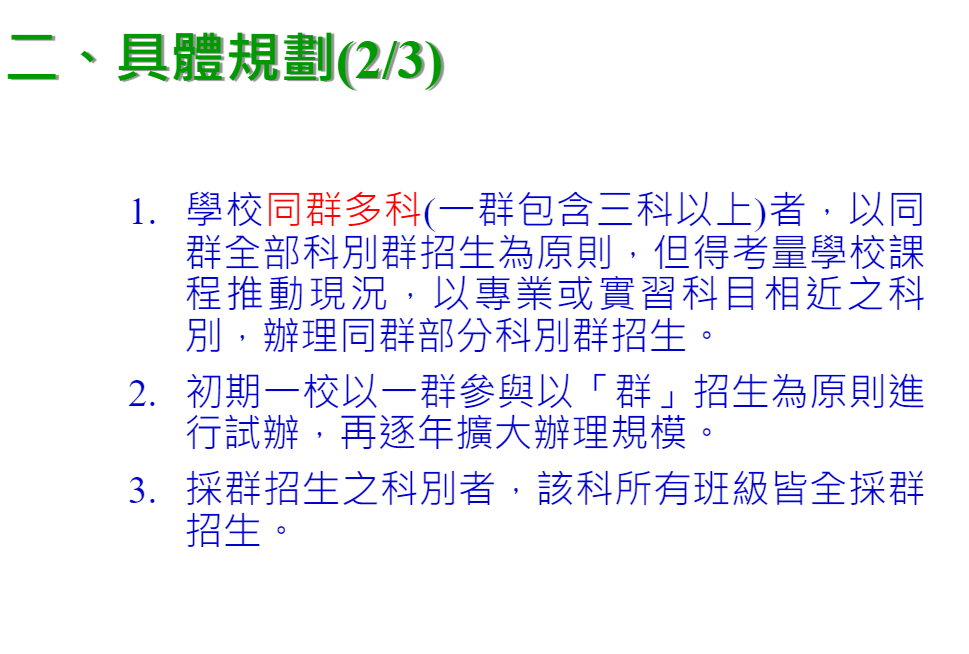 二、具體規劃(2/3)
1. 學校同群多科(一群包含三科以上)者，以同
群全部科別群招生為原則，但得考量學校課
程推動現況，以專業或實習科目相近之科
別，辦理同群部分科別群招生。
2. 初期一校以一群參與以「群」招生為原則進
行試辦，再逐年擴大辦理規模。
3. 採群招生之科別者，該科所有班級皆全採群
招生。